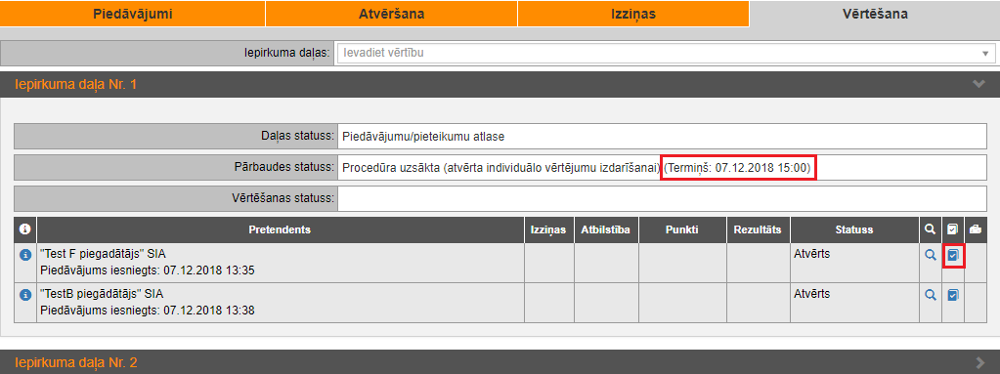 Piedāvājumi Atvēršana Izziņas Vērtēšana
Iepirkuma daļas: Ievadiet vērtību
Iepirkuma daļa Nr. 1
Daļas statuss: Piedāvājumu/pieteikumu atlase
Pārbaudes statuss: Procedūra uzsākta (atvērta individuālo vērtējumu izdarīšanai) (Termiņš: 07.12.2018 15:00)
Vērtēšanas statuss:
Pretendents Izziņas Atbilstība Punkti Rezultāts Statuss
"Test F piegadātājs" SIA Atvērts
Piedāvājums iesniegts: 07.12.2018 13:35
"TestB piegādātājs" SIA Atvērts
Piedāvājums iesniegts: 07.12.2018 13:38
Iepirkuma daļa Nr. 2